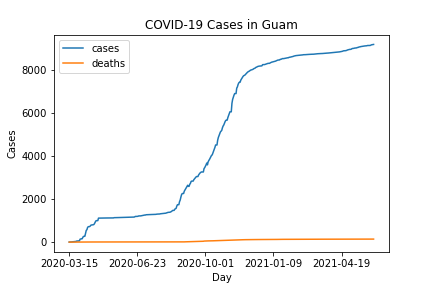 COVID-19 Cases in Guam
cases
deaths
8000
6000
4000
2000
0
Cases
2020-03-15 2020-06-23 2020-10-01 2021-01-09 2021-04-19
Day